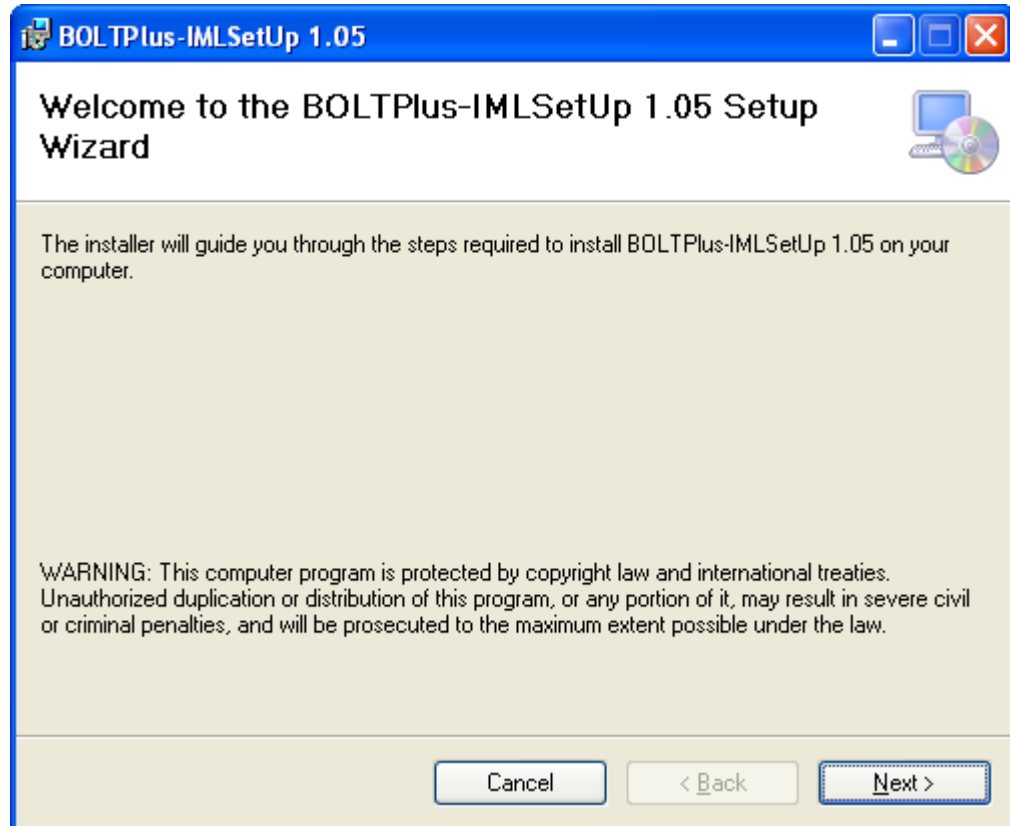 BOLTPlus-IMLSetUp 1.05
Welcome to the BOLTPlus-IMLSetUp 1.05 Setup
Wizard
The installer will guide you through the steps required to install BOLTPlus-IMLSetUp 1.05 on your
computer.
WARNING: This computer program is protected by copyright law and international treaties.
Unauthorized duplication or distribution of this program, or any portion of it, may result in severe civil
or criminal penalties, and will be prosecuted to the maximum extent possible under the law.
Cancel < Back Next >